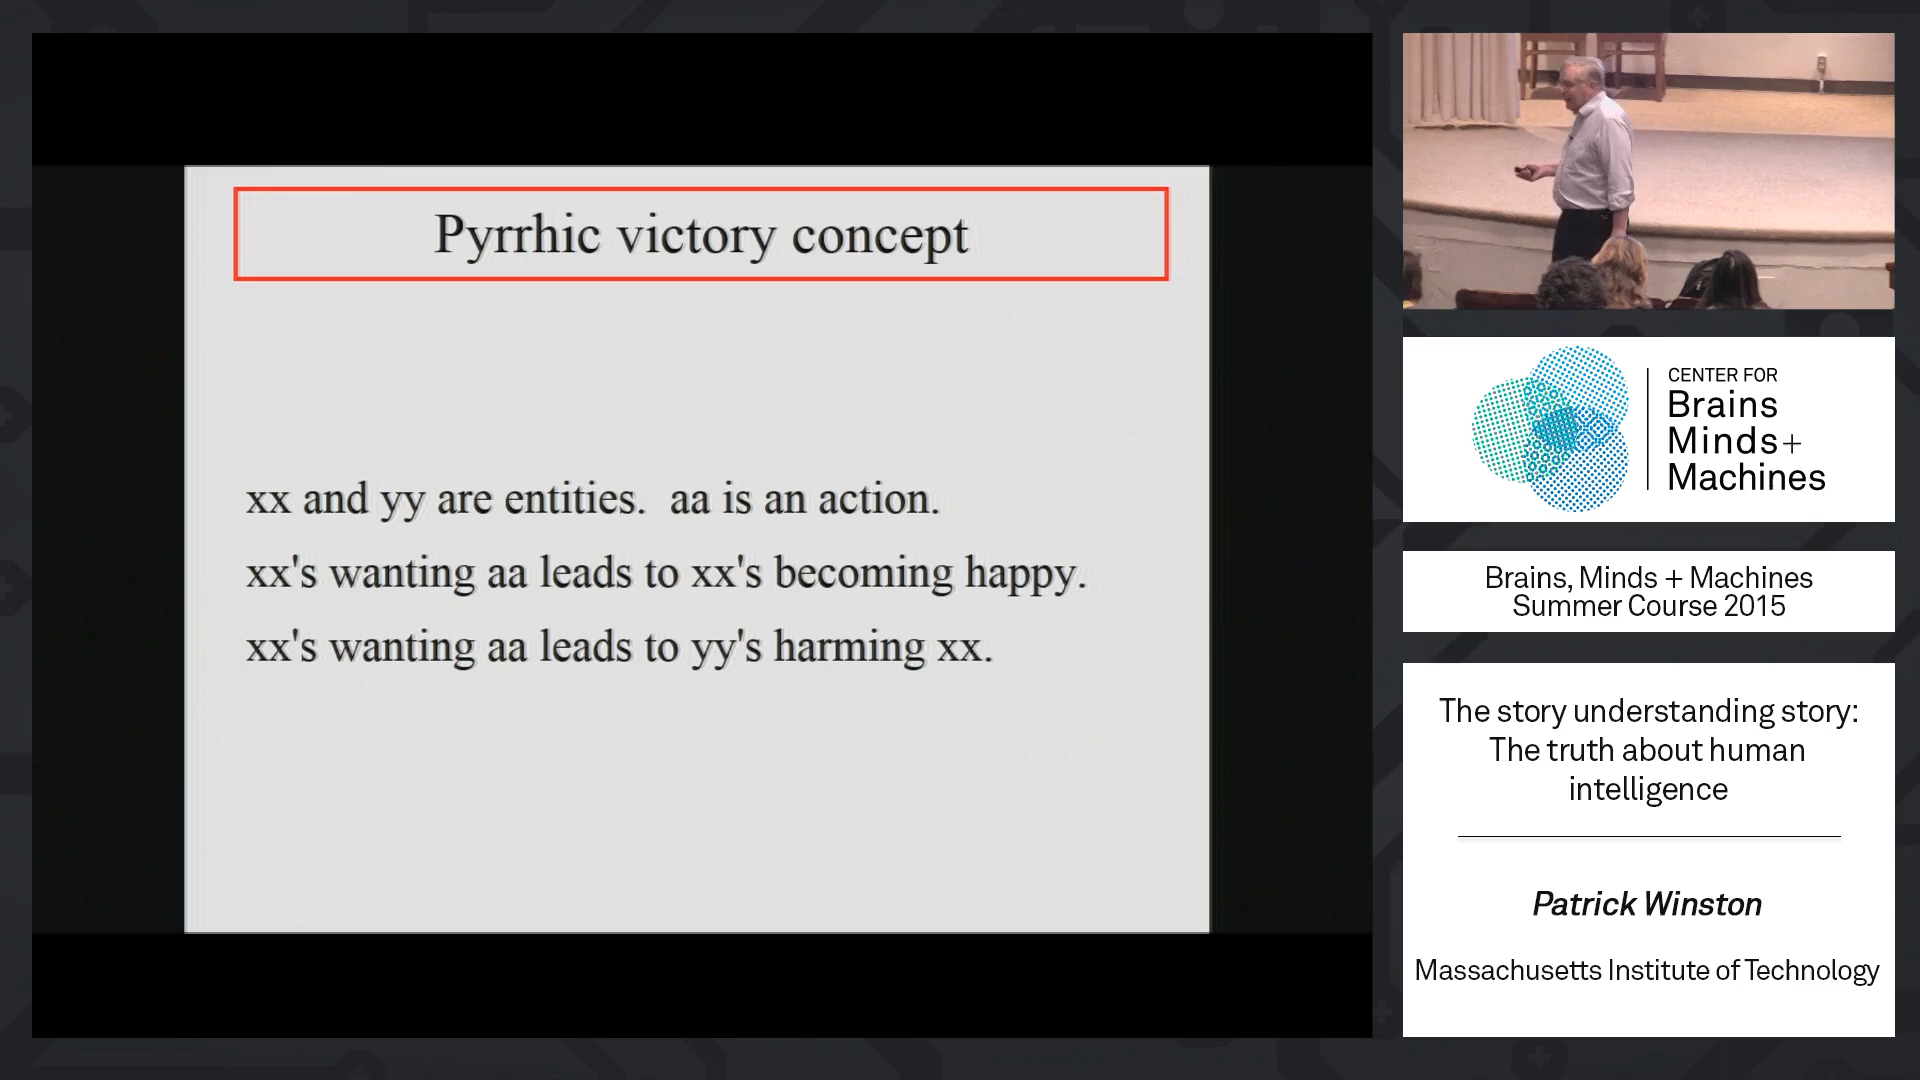 Pyrrhic victory concept
xx and yy are entities.  aa is an action.
xx's wanting aa leads to xx's becoming happy.
xx's wanting aa leads to yy's harming xx.
CENTER FOR
Brains
Minds+
Machines
Brains, Minds + Machines
Summer Course 2015
The story understanding story:
The truth about human
intelligence
Patrick Winston
Massachusetts Institute of Technology